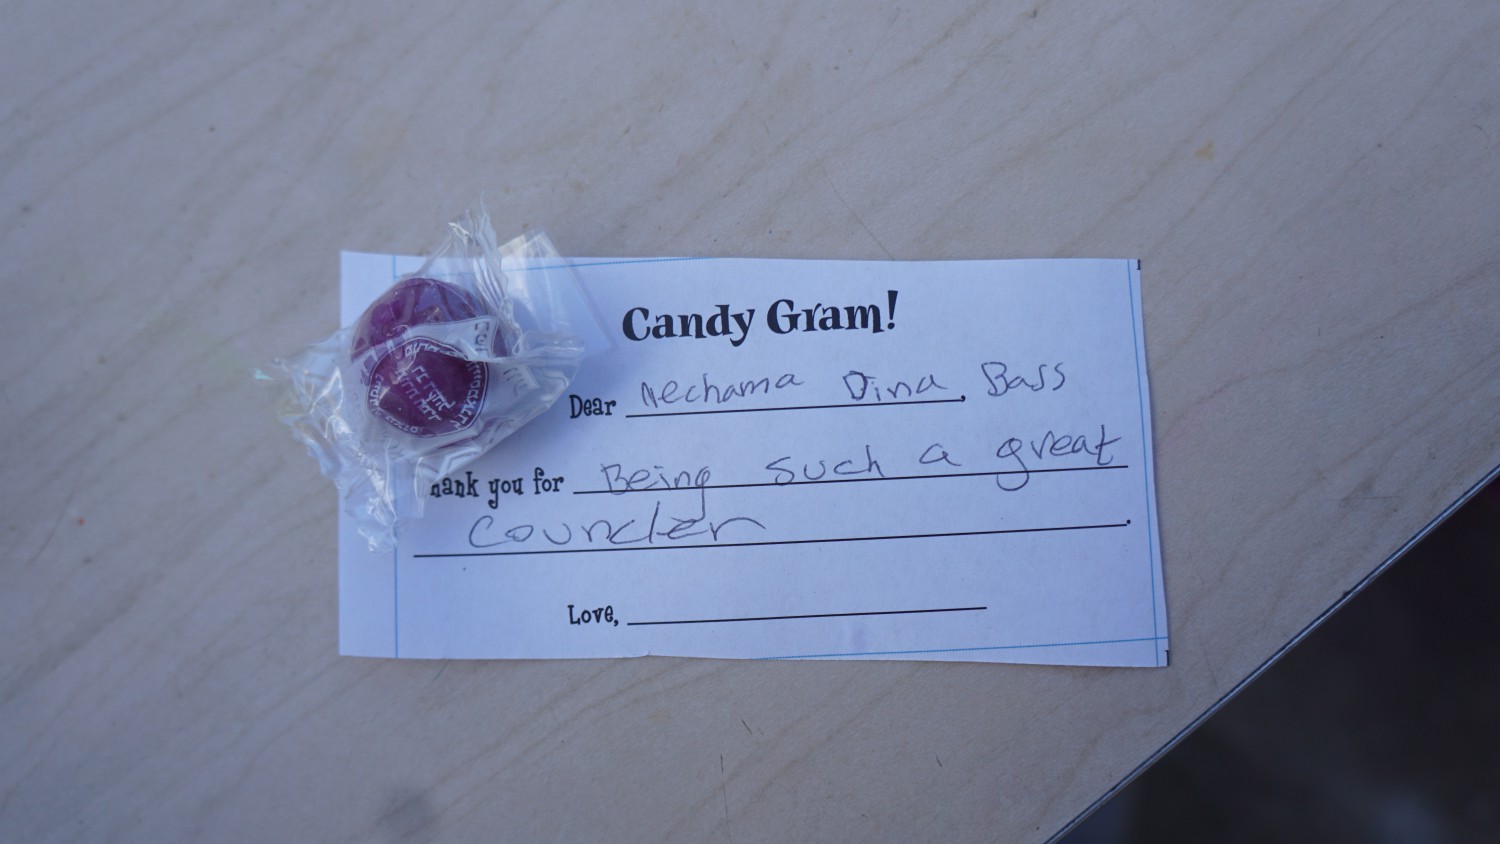 Candy Gram!
Dear Nechama Dina, Bass
hank you for Being such a great
councler.
Love,